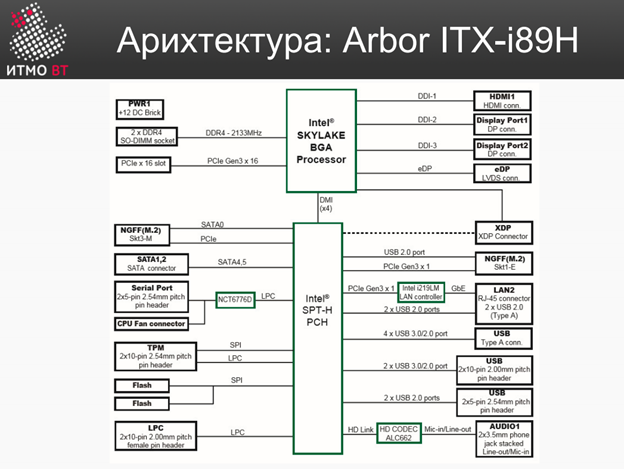 ИТМО ВТ
Арихтектура: Arbor ITX-i89H
PWR1
+12 DC Brick
2 x DDR4
SO-DIMM socket
DDR4 - 2133MHz
PCIe x 16 slot
PCIe Gen3 x 16
Intel®
SKYLAKE
BGA
Processor
DDI-1
HDMI1
HDMI conn.
DDI-2
Display Port1
DP conn.
DDI-3
Display Port2
DP conn.
eDP
eDP
LVDS conn.
DMI
(x4)
XDP
XDP Connector
NGFF(M.2)
Skt3-M
SATA0
PCIe
SATA1,2
SATA connector
SATA4,5
Serial Port
2x5-pin 2.54mm pitch
pin header
CPU Fan connector
NCT6776D
LPC
TPM
2x10-pin 2.54mm pitch
pin header
SPI
LPC
Flash
Flash
SPI
LPC
2x10-pin 2.00mm pitch
female pin header
LPC
Intel®
SPT-H
PCH
USB 2.0 port
PCIe Gen3 x 1
NGFF(M.2)
Skt1-E
PCIe Gen3 x 1
Intel i219LM
LAN controller
GbE
2 x USB 2.0 ports
LAN2
RJ-45 connector
2 x USB 2.0
(Type A)
4 x USB 3.0/2.0 port
USB
Type A conn.
2 x USB 3.0/2.0 port
USB
2x10-pin 2.00mm pitch
pin header
2 x USB 2.0 ports
USB
2x5-pin 2.54mm pitch
pin header
HD Link
HD CODEC
ALC662
Mic-in/Line-out
AUDIO1
2x3.5mm phone
jack stacked
Line-out/Mic-in